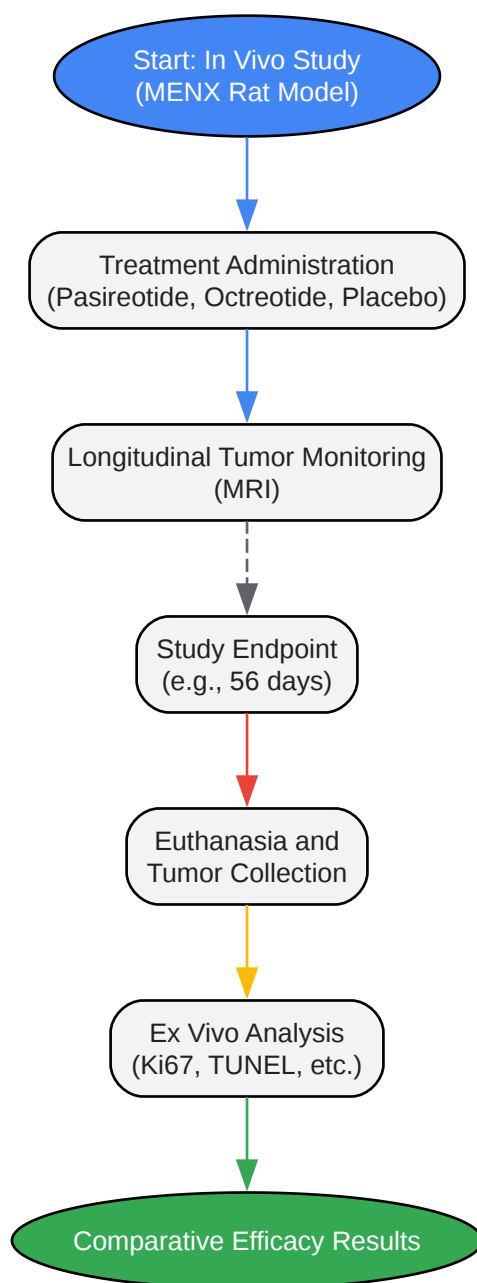 Start: In Vivo Study
(MENX Rat Model)
Treatment Administration
(Pasireotide, Octreotide, Placebo)
Longitudinal Tumor Monitoring
(MRI)
Study Endpoint
(e.g., 56 days)
Euthanasia and
Tumor Collection
Ex Vivo Analysis
(Ki67, TUNEL, etc.)
Comparative Efficacy Results